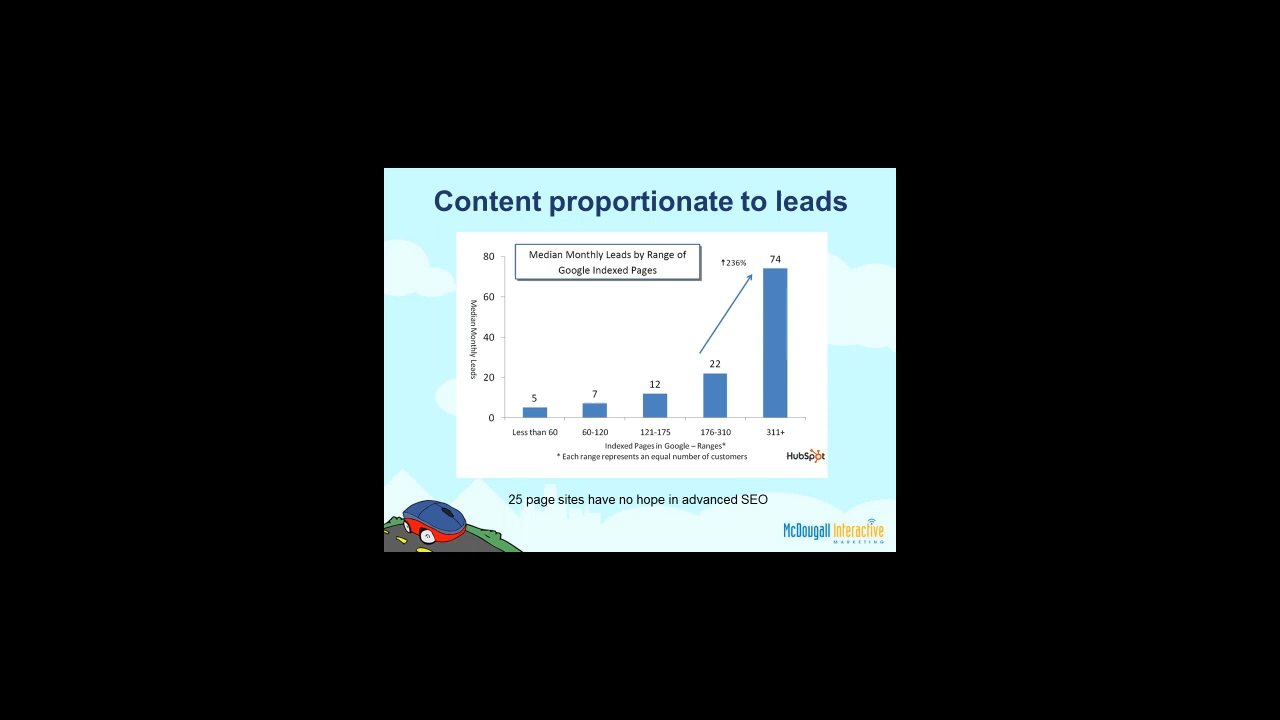 Content proportionate to leads
Median Monthly Leads by Range of
Google Indexed Pages
↑236%
74
80
60
40
20
0
Median Monthly Leads
5
7
12
22
Less than 60
60-120
121-175
176-310
311+
Indexed Pages in Google – Ranges*
* Each range represents an equal number of customers
HubSpot
25 page sites have no hope in advanced SEO
McDougall Interactive
MARKETING